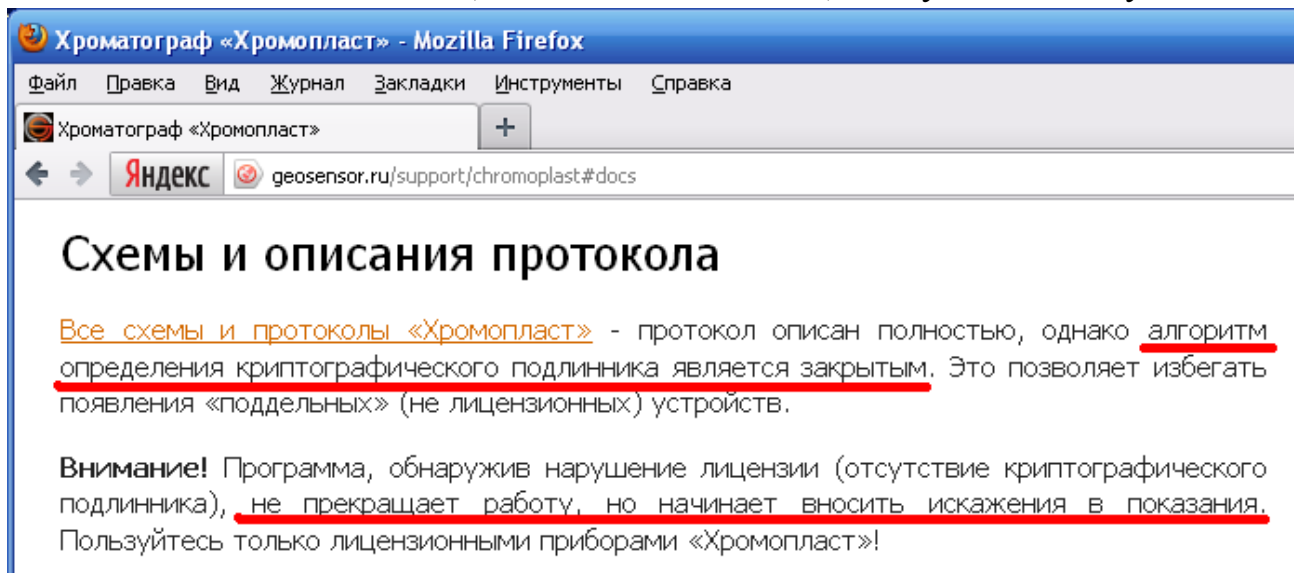 Хроматограф «Хромопласт» - Mozilla Firefox
Файл Правка Вид Журнал Закладки Инструменты Справка
Хроматограф «Хромопласт» +
Яндекс geosensor.ru/support/chromoplast#docs
Схемы и описания протокола
Все схемы и протоколы «Хромопласт» - протокол описан полностью, однако алгоритм
определения криптографического подлинника является закрытым. Это позволяет избегать
появления «поддельных» (не лицензионных) устройств.
Внимание! Программа, обнаружив нарушение лицензии (отсутствие криптографического
подлинника), не прекращает работу, но начинает вносить искажения в показания.
Пользуйтесь только лицензионными приборами «Хромопласт»!